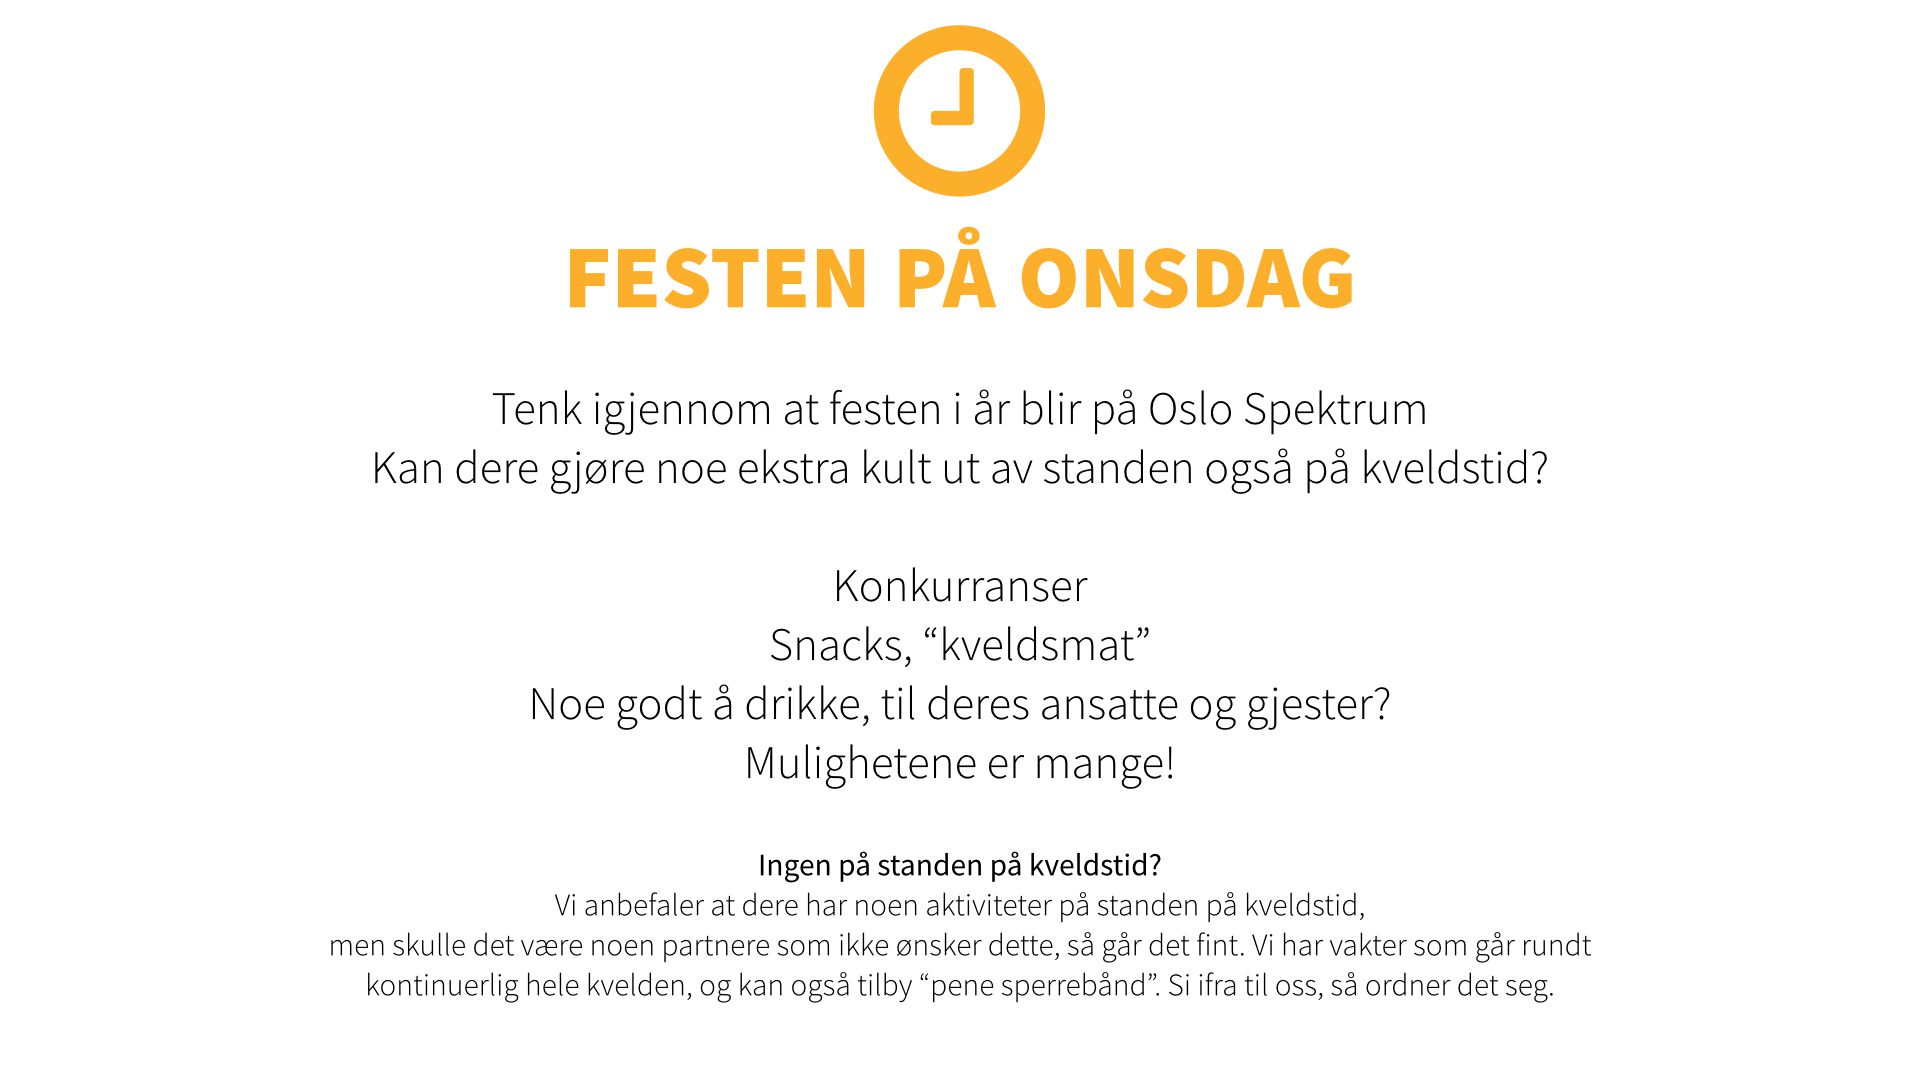 FESTEN PÅ ONSDAG
Tenk igjennom at festen i år blir på Oslo Spektrum
Kan dere gjøre noe ekstra kult ut av standen også på kveldstid?
Konkurranser
Snacks, “kveldsmat”
Noe godt å drikke, til deres ansatte og gjester?
Mulighetene er mange!
Ingen på standen på kveldstid?
Vi anbefaler at dere har noen aktiviteter på standen på kveldstid,
men skulle det være noen partnere som ikke ønsker dette, så går det fint. Vi har vakter som går rundt
kontinuerlig hele kvelden, og kan også tilby “pene sperrebånd”. Si ifra til oss, så ordner det seg.